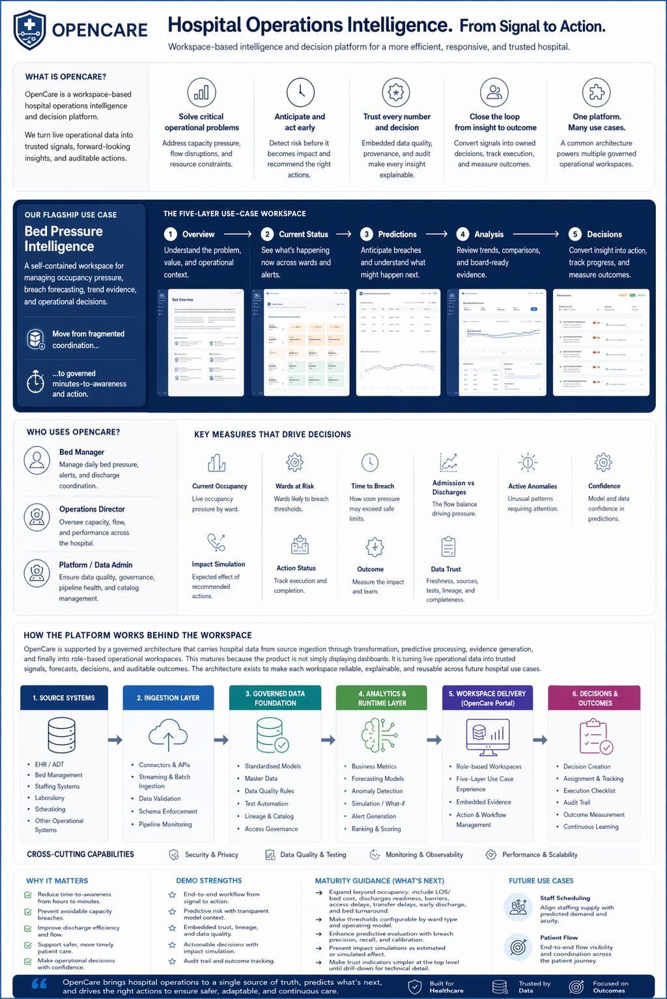 OPENCARE
Hospital Operations Intelligence. From Signal to Action.
Workspace-based intelligence and decision platform for a more efficient, responsive, and trusted hospital.
WHAT IS OPENCARE?
OpenCare is a workspace-based
hospital operations intelligence
and decision platform.
We turn live operational data into
trusted signals, forward-looking
insights, and auditable actions.
Solve critical
operational problems
Address capacity pressure,
flow disruptions, and
resource constraints.
Anticipate and
act early
Detect risk before it
becomes impact and
recommend the right
actions.
Trust every number
and decision
Embedded data quality,
provenance, and audit
make every insight
explainable.
Close the loop
from insight to outcome
Convert signals into owned
decisions, track execution,
and measure outcomes.
One platform.
Many use cases.
A common architecture
powers multiple governed
operational workspaces.
OUR FLAGSHIP USE CASE
Bed Pressure
Intelligence
A self-contained workspace for
managing occupancy pressure,
breach forecasting, trend evidence,
and operational decisions.
Move from fragmented
coordination...
...to governed
minutes-to-awareness
and action.
THE FIVE-LAYER USE-CASE WORKSPACE
1 Overview
Understand the problem,
value, and operational
context.
2 Current Status
See what's happening
now across wards and
alerts.
3 Predictions
Anticipate breaches
and understand what
might happen next.
4 Analysis
Review trends, comparisons,
and board-ready
evidence.
5 Decisions
Convert insight into action,
track progress, and
measure outcomes.
Bed Overview
Decisions
WHO USES OPENCARE?
Bed Manager
Manage daily bed pressure,
alerts, and discharge
coordination.
Operations Director
Oversee capacity, flow,
and performance across
the hospital.
Platform / Data Admin
Ensure data quality, governance,
pipeline health, and catalog
management.
KEY MEASURES THAT DRIVE DECISIONS
Current Occupancy
Live occupancy
pressure by ward.
Wards at Risk
Wards likely to breach
thresholds.
Time to Breach
How soon pressure
may exceed safe
limits.
Admission vs
Discharges
The flow balance
driving pressure.
Active Anomalies
Unusual patterns
requiring attention.
Confidence
Model and data
confidence in
predictions.
Impact Simulation
Expected effect of
recommended
actions.
Action Status
Track execution and
completion.
Outcome
Measure the impact
and learn.
Data Trust
Freshness, sources,
tests, lineage, and
completeness.
HOW THE PLATFORM WORKS BEHIND THE WORKSPACE
OpenCare is supported by a governed architecture that carries hospital data from source ingestion through transformation, predictive processing, evidence generation,
and finally into role-based operational workspaces. This matures because the product is not simply displaying dashboards. It is turning live operational data into trusted
signals, forecasts, decisions, and auditable outcomes. The architecture exists to make each workspace reliable, explainable, and reusable across future hospital use cases.
1. SOURCE SYSTEMS
• EHR / ADT
• Bed Management
• Staffing Systems
• Other Operational
Systems
2. INGESTION LAYER
• Connectors & APIs
• Streaming & Batch
Ingestion
• Data Validation
• Schema Enforcement
• Pipeline Monitoring
3. GOVERNED DATA
FOUNDATION
• Standardised Models
• Master Data
• Data Quality Rules
• Test Automation
• Lineage & Catalog
• Access Governance
4. ANALYTICS &
RUNTIME LAYER
• Business Metrics
• Forecasting Models
• Anomaly Detection
• Simulation / What-if
• Alert Generation
• Ranking & Scoring
5. WORKSPACE DELIVERY
(OpenCare Portal)
• Role-based Workspaces
• Five-Layer Use Case
Experience
• Embedded Evidence
• Action & Workflow
Management
6. DECISIONS &
OUTCOMES
• Decision Creation
• Assignment & Tracking
• Execution Checklist
• Audit Trail
• Outcome Measurement
• Continuous Learning
CROSS-CUTTING CAPABILITIES
Security & Privacy
Data Quality & Testing
Monitoring & Observability
Performance & Scalability
WHY IT MATTERS
Reduce time-to-awareness
from hours to minutes.
Prevent avoidable capacity
breaches.
Improve discharge efficiency
and flow.
Support safer, more timely
patient care.
Make operational decisions
with confidence.
DEMO STRENGTHS
End-to-end workflow from
signal to action.
Predictive risk with transparent
model context.
Embedded trust, lineage,
and data quality.
Actionable decisions with
impact simulation.
Audit trail and outcome tracking.
MATURITY GUIDANCE (WHAT'S NEXT)
→ Expand beyond occupancy: include LOS/
bed cost, discharges readiness, barriers,
access delays, transfer delays, early discharge,
and bed turnaround.
→ Make thresholds configurable by ward type
and operating model.
→ Enhance predictive evaluation with breach
precision, recall, and calibration.
→ Present impact simulations as estimated
or simulated effect.
→ Make trust indicators simpler at the top level
until drill-down for technical detail.
FUTURE USE CASES
Staff Scheduling
Align staffing supply with
predicted demand and
acuity.
Patient Flow
End-to-end flow visibility
and coordination across
the patient journey.
“ OpenCare brings hospital operations to a single source of truth, predicts what's next,
and drives the right actions to ensure safer, adaptable, and continuous care.
Built for
Healthcare
Trusted by
Data
Focused on
Outcomes